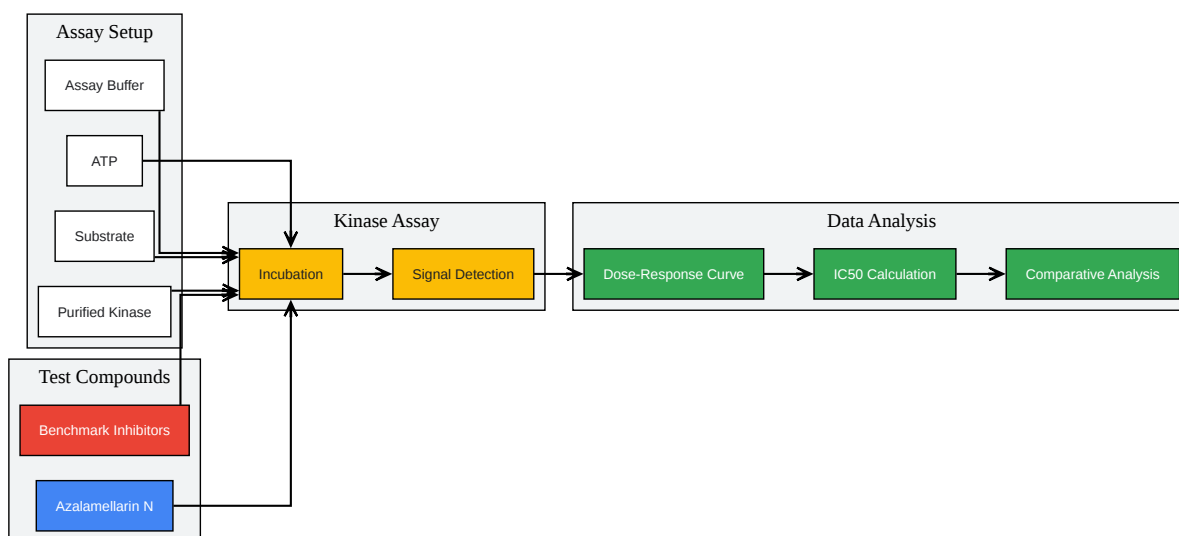 Assay Setup
Assay Buffer
ATP
Substrate
Purified Kinase
Test Compounds
Benchmark Inhibitors
Azalamellarin N
Kinase Assay
Incubation
Signal Detection
Data Analysis
Dose-Response Curve
IC50 Calculation
Comparative Analysis